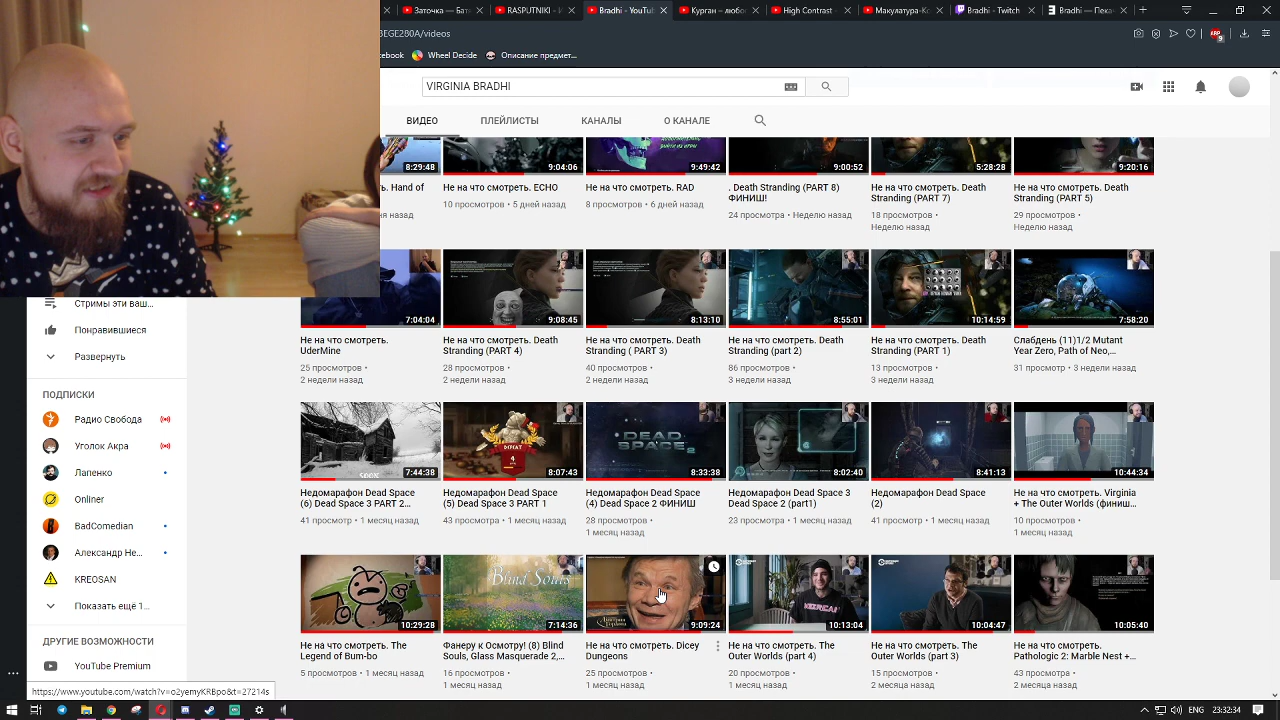 Заточка – Бат
RASPUTNIKI -
Bradhi - YouTube
Курган – любо
High Contrast -
Макулатура-Ко
Bradhi – Twitch
Пека
BEGE280A/videos
Facebook Wheel Decide Описание предмет...
VIRGINIA BRADHI
ВИДЕО ПЛЕЙЛИСТЫ КАНАЛЫ О КАНАЛЕ
8:29:48 9:04:06 9:49:42 9:00:52 5:28:28 9:20:16
. Hand of
Не на что смотреть. ECHO
10 просмотров • 5 дней назад
Не на что смотреть. RAD
8 просмотров • 6 дней назад
. Death Stranding (PART 8)
ФИНИШ!
24 просмотра • Неделю назад
Не на что смотреть. Death
Stranding (PART 7)
18 просмотров •
Неделю назад
Не на что смотреть. Death
Stranding (PART 5)
29 просмотров •
Неделю назад
7:04:04 9:08:45 8:13:10 8:55:01 10:14:59 7:58:20
Не на что смотреть.
UderMine
25 просмотров •
2 недели назад
Не на что смотреть. Death
Stranding (PART 4)
28 просмотров •
2 недели назад
Не на что смотреть. Death
Stranding ( PART 3)
40 просмотров •
2 недели назад
Не на что смотреть. Death
Stranding (part 2)
86 просмотров •
3 недели назад
Не на что смотреть. Death
Stranding (PART 1)
13 просмотров •
3 недели назад
Слабдень (11)1/2 Mutant
Year Zero, Path of Neo,...
31 просмотр • 3 недели назад
Стримы эти ваш...
Понравившиеся
Развернуть
ПОДПИСКИ
Радио Свобода
Уголок Акра
Лапенко
Onliner
BadComedian
Александр Не...
KREOSAN
Показать ещё 1...
ДРУГИЕ ВОЗМОЖНОСТИ
YouTube Premium
SOON
DEFEAT
DEAD SPACE 2
7:44:38 8:07:43 8:33:38 8:02:40 8:41:13 10:44:34
Недомарафон Dead Space
(6) Dead Space 3 PART 2...
41 просмотр • 1 месяц назад
Недомарафон Dead Space
(5) Dead Space 3 PART 1
43 просмотра • 1 месяц назад
Недомарафон Dead Space
(4) Dead Space 2 ФИНИШ
28 просмотров •
1 месяц назад
Недомарафон Dead Space 3
Dead Space 2 (part1)
23 просмотра • 1 месяц назад
Недомарафон Dead Space
(2)
41 просмотр • 1 месяц назад
Не на что смотреть. Virginia
+ The Outer Worlds (финиш...
10 просмотров •
1 месяц назад
Blind Souls
10:29:28 7:14:36 9:09:24 10:13:04 10:04:47 10:05:40
Не на что смотреть. The
Legend of Bum-bo
5 просмотров • 1 месяц назад
Фанеру к Осмотру! (8) Blind
Souls, Glass Masquerade 2,...
16 просмотров •
1 месяц назад
Не на что смотреть. Dicey
Dungeons
25 просмотров •
1 месяц назад
Не на что смотреть. The
Outer Worlds (part 4)
20 просмотров •
1 месяц назад
Не на что смотреть. The
Outer Worlds (part 3)
15 просмотров •
2 месяца назад
Не на что смотреть.
Pathologic 2: Marble Nest +...
43 просмотра •
2 месяца назад
https://www.youtube.com/watch?v=o2yemyKRBpo&t=27214s
ENG 23:32:34